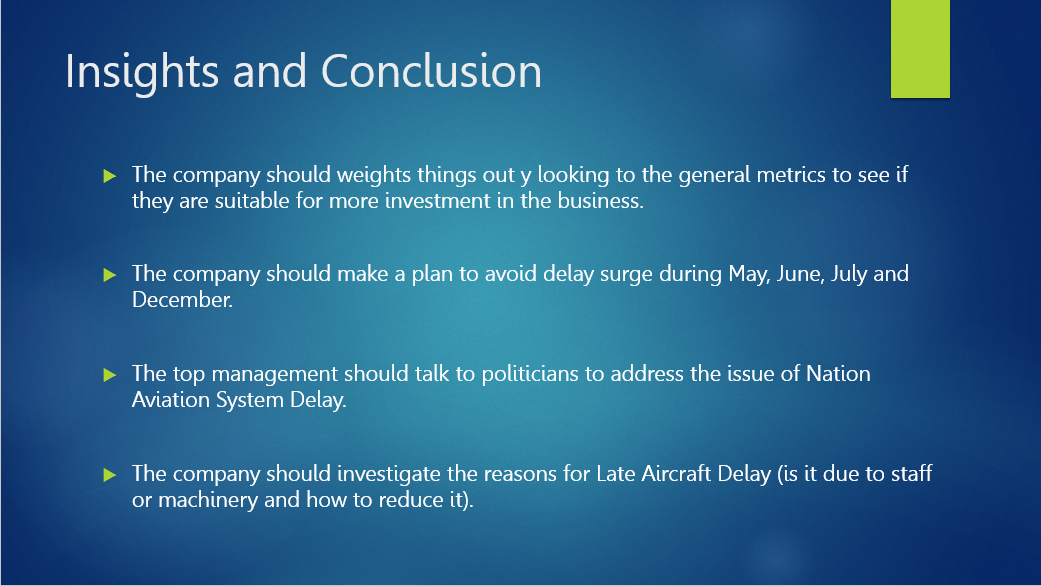 Insights and Conclusion
The company should weights things out y looking to the general metrics to see if
they are suitable for more investment in the business.
The company should make a plan to avoid delay surge during May, June, July and
December.
The top management should talk to politicians to address the issue of Nation
Aviation System Delay.
The company should investigate the reasons for Late Aircraft Delay (is it due to staff
or machinery and how to reduce it).